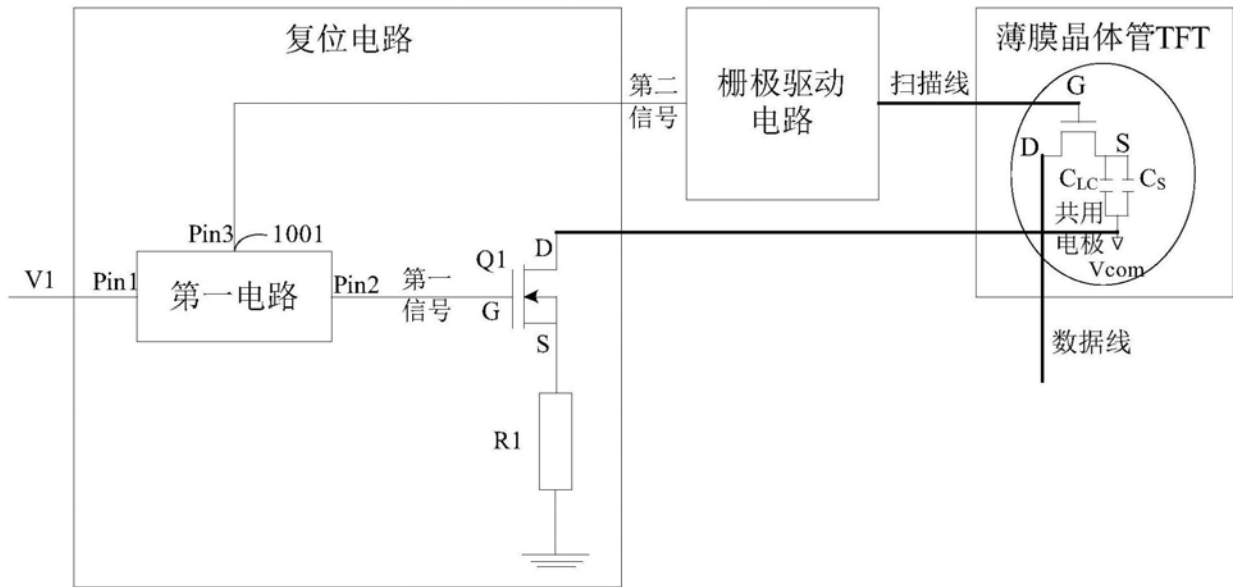 复位电路
薄膜晶体管TFT
第二
信号
栅极驱动
电路
扫描线
G
D
S
CLC
CS
共用
电极
Vcom
Pin3
1001
V1
Pin1
第一电路
Pin2
第一
信号
Q1
D
G
S
数据线
R1